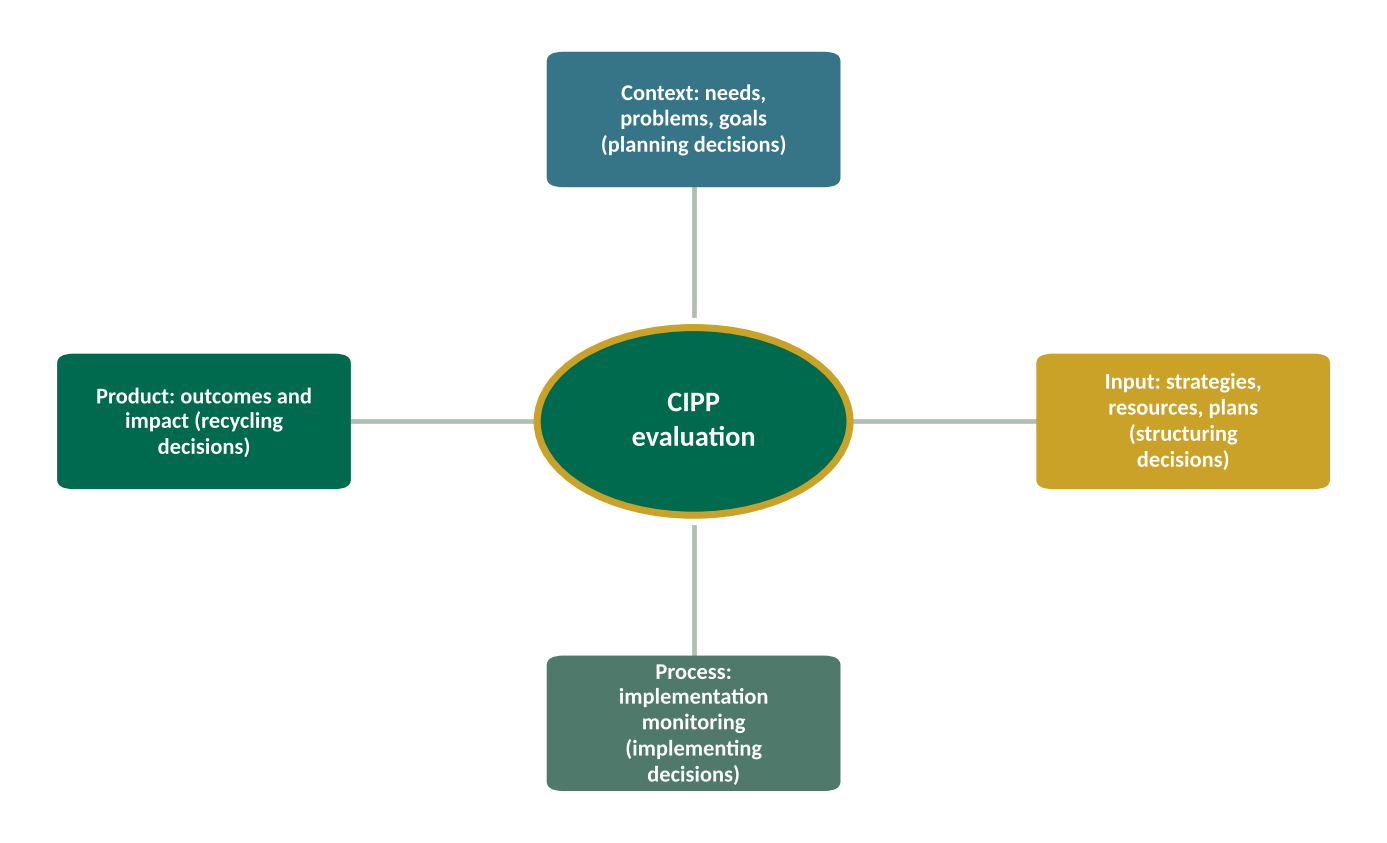 Context: needs,
problems, goals
(planning decisions)
Product: outcomes and
impact (recycling
decisions)
CIPP
evaluation
Input: strategies,
resources, plans
(structuring
decisions)
Process:
implementation
monitoring
(implementing
decisions)